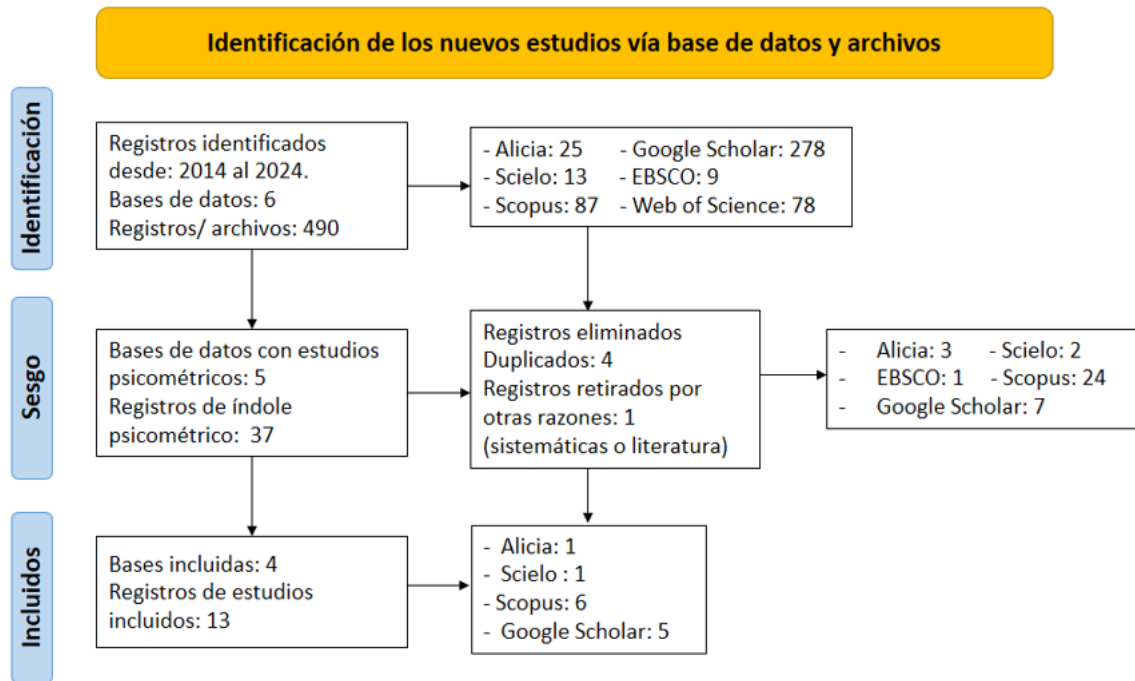 Identificación de los nuevos estudios vía base de datos y archivos
Identificación
Registros identificados
desde: 2014 al 2024.
Bases de datos: 6
Registros/ archivos: 490
- Alicia: 25 - Google Scholar: 278
- Scielo: 13 - EBSCO: 9
- Scopus: 87 - Web of Science: 78
Sesgo
Bases de datos con estudios
psicométricos: 5
Registros de índole
psicométrico: 37
Registros eliminados
Duplicados: 4
Registros retirados por
otras razones: 1
(sistemáticas o literatura)
- Alicia: 3 - Scielo: 2
- EBSCO: 1 - Scopus: 24
- Google Scholar: 7
Incluidos
Bases incluidas: 4
Registros de estudios
incluidos: 13
- Alicia: 1
- Scielo : 1
- Scopus: 6
- Google Scholar: 5